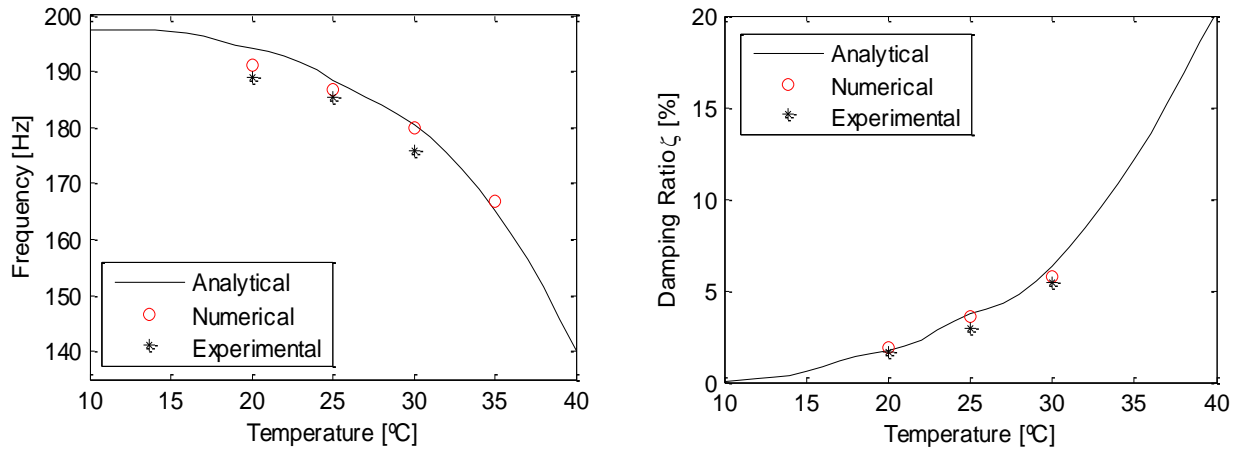 200
190
180
170
160
150
140
Frequency [Hz]
Analytical
Numerical
Experimental
10 15 20 25 30 35 40
Temperature [ºC]
20
15
10
5
0
Damping Ratio ζ [%]
Analytical
Numerical
Experimental
10 15 20 25 30 35 40
Temperature [ºC]